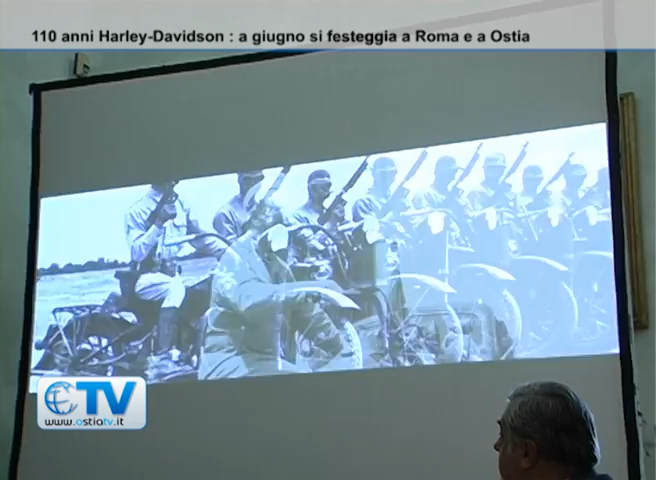 110 anni Harley-Davidson : a giugno si festeggia a Roma e a Ostia
TV
www.ostiatv.it